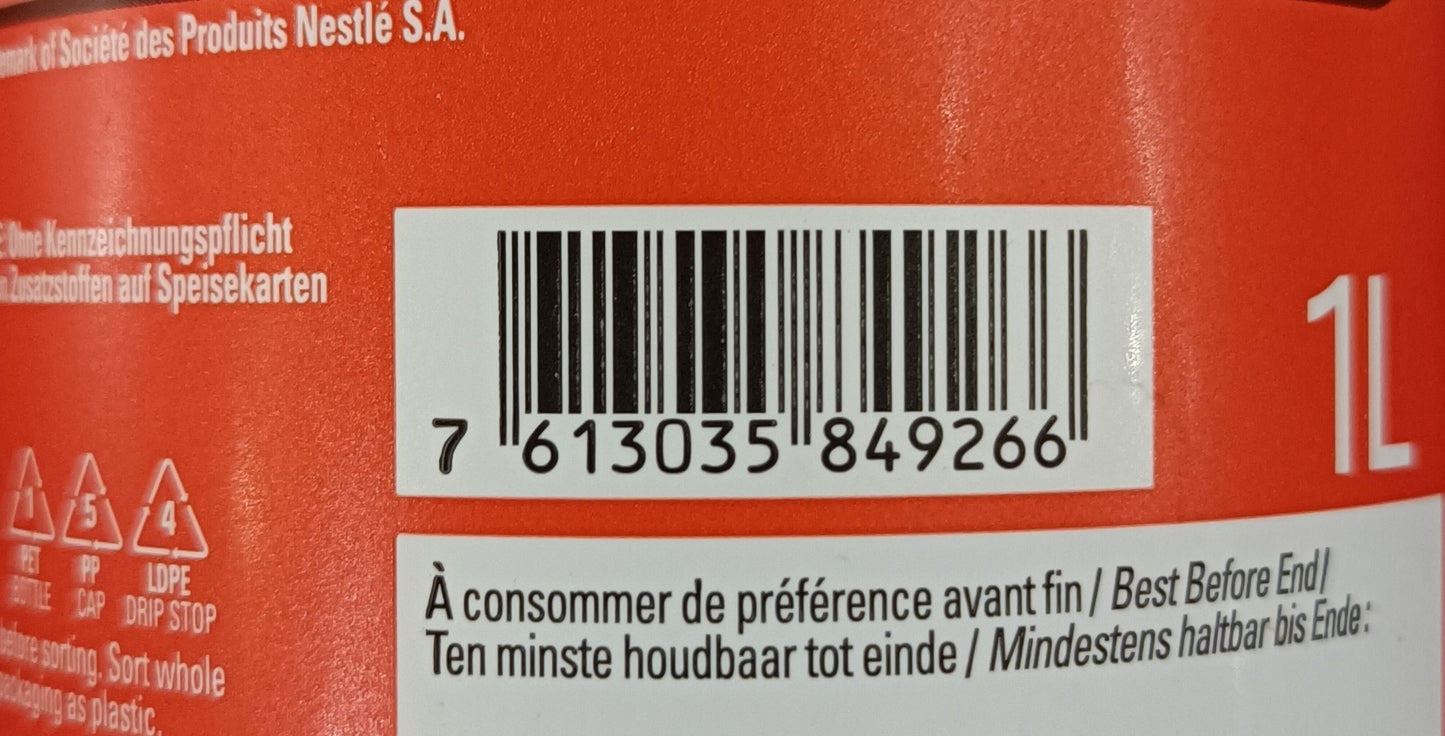 of Société des Produits Nestlé S.A.
Ohne Kennzeichnungspflicht
Zusatzstoffen auf Speisekarten
7 613035 849266
1L
1 5 4
PET PP LDPE
BOTTLE CAP DRIP STOP
before sorting. Sort whole
packaging as plastic.
À consommer de préférence avant fin / Best Before End/
Ten minste houdbaar tot einde / Mindestens haltbar bis Ende: